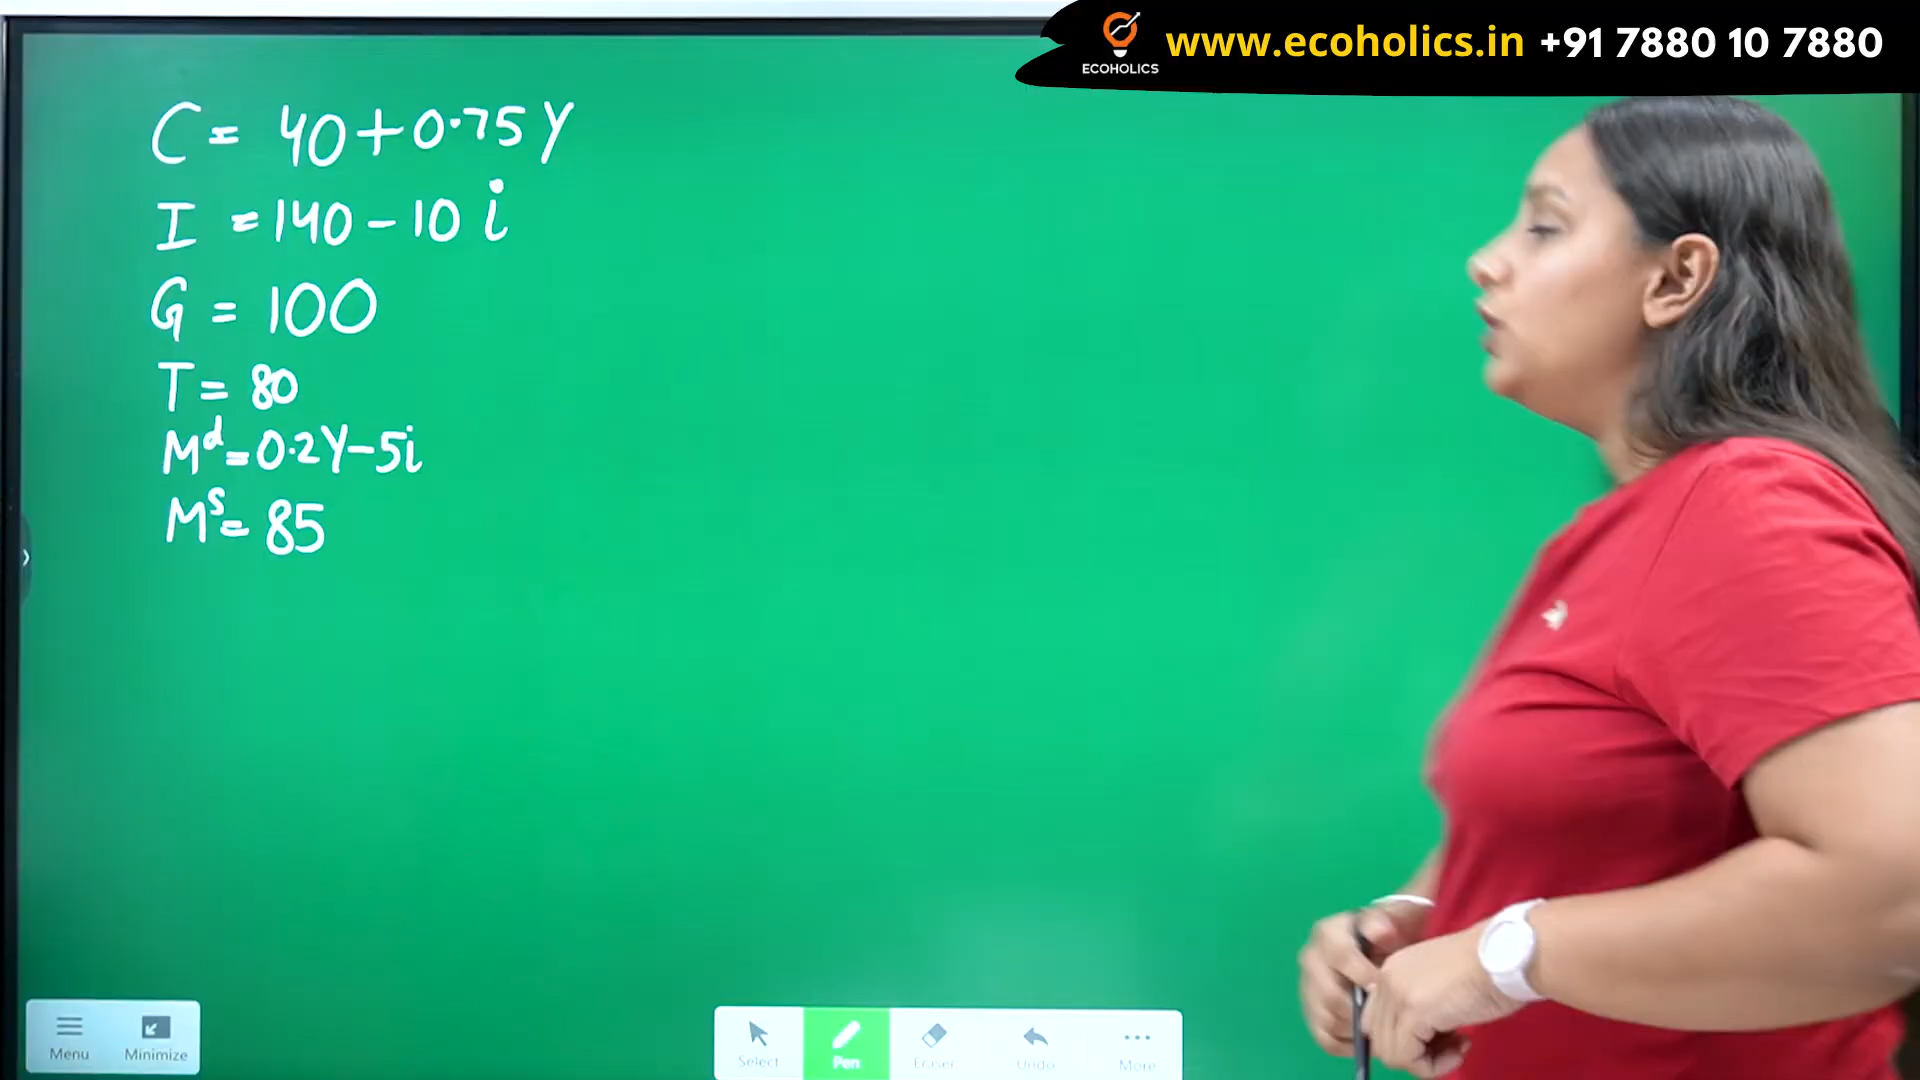 ECOHOLICS
www.ecoholics.in +91 7880 10 7880
C = 40 + 0.75 Y
I = 140 - 10 i
G = 100
T = 80
Mᵈ = 0.2Y - 5i
Mˢ = 85
Menu
Minimize
Select
Pen
Eraser
Undo
More